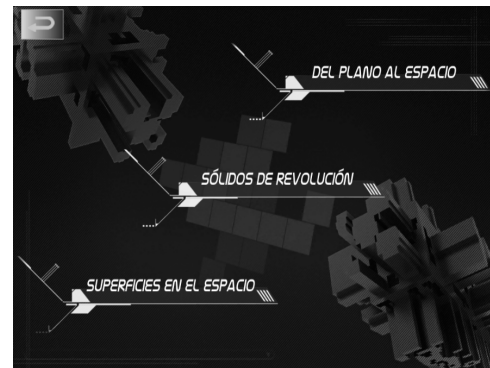 DEL PLANO AL ESPACIO
SÓLIDOS DE REVOLUCIÓN
SUPERFICIES EN EL ESPACIO